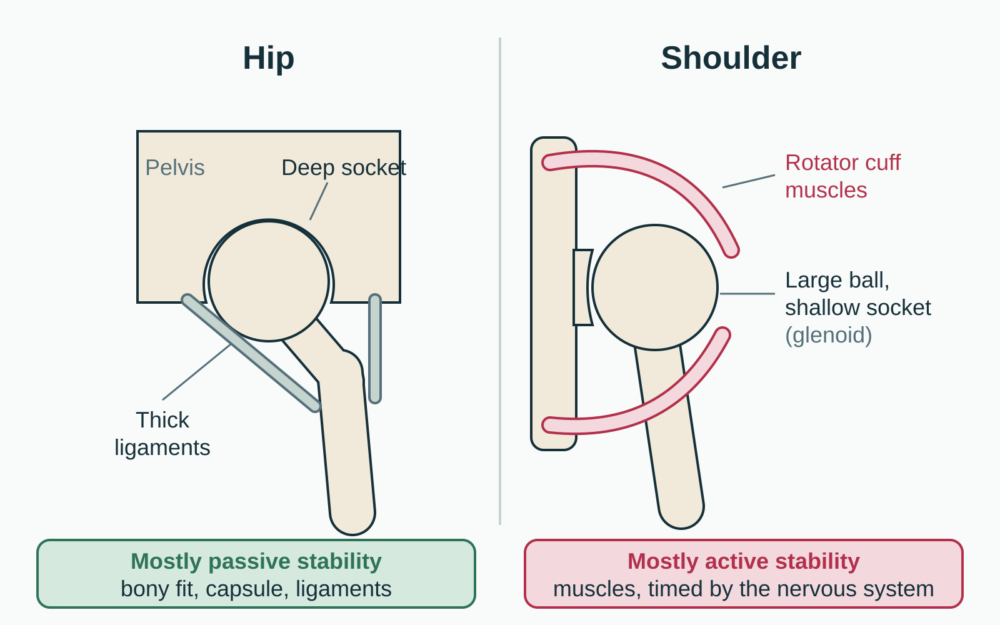 Hip
Pelvis
Deep socket
Thick
ligaments
Mostly passive stability
bony fit, capsule, ligaments
Shoulder
Rotator cuff
muscles
Large ball,
shallow socket
(glenoid)
Mostly active stability
muscles, timed by the nervous system